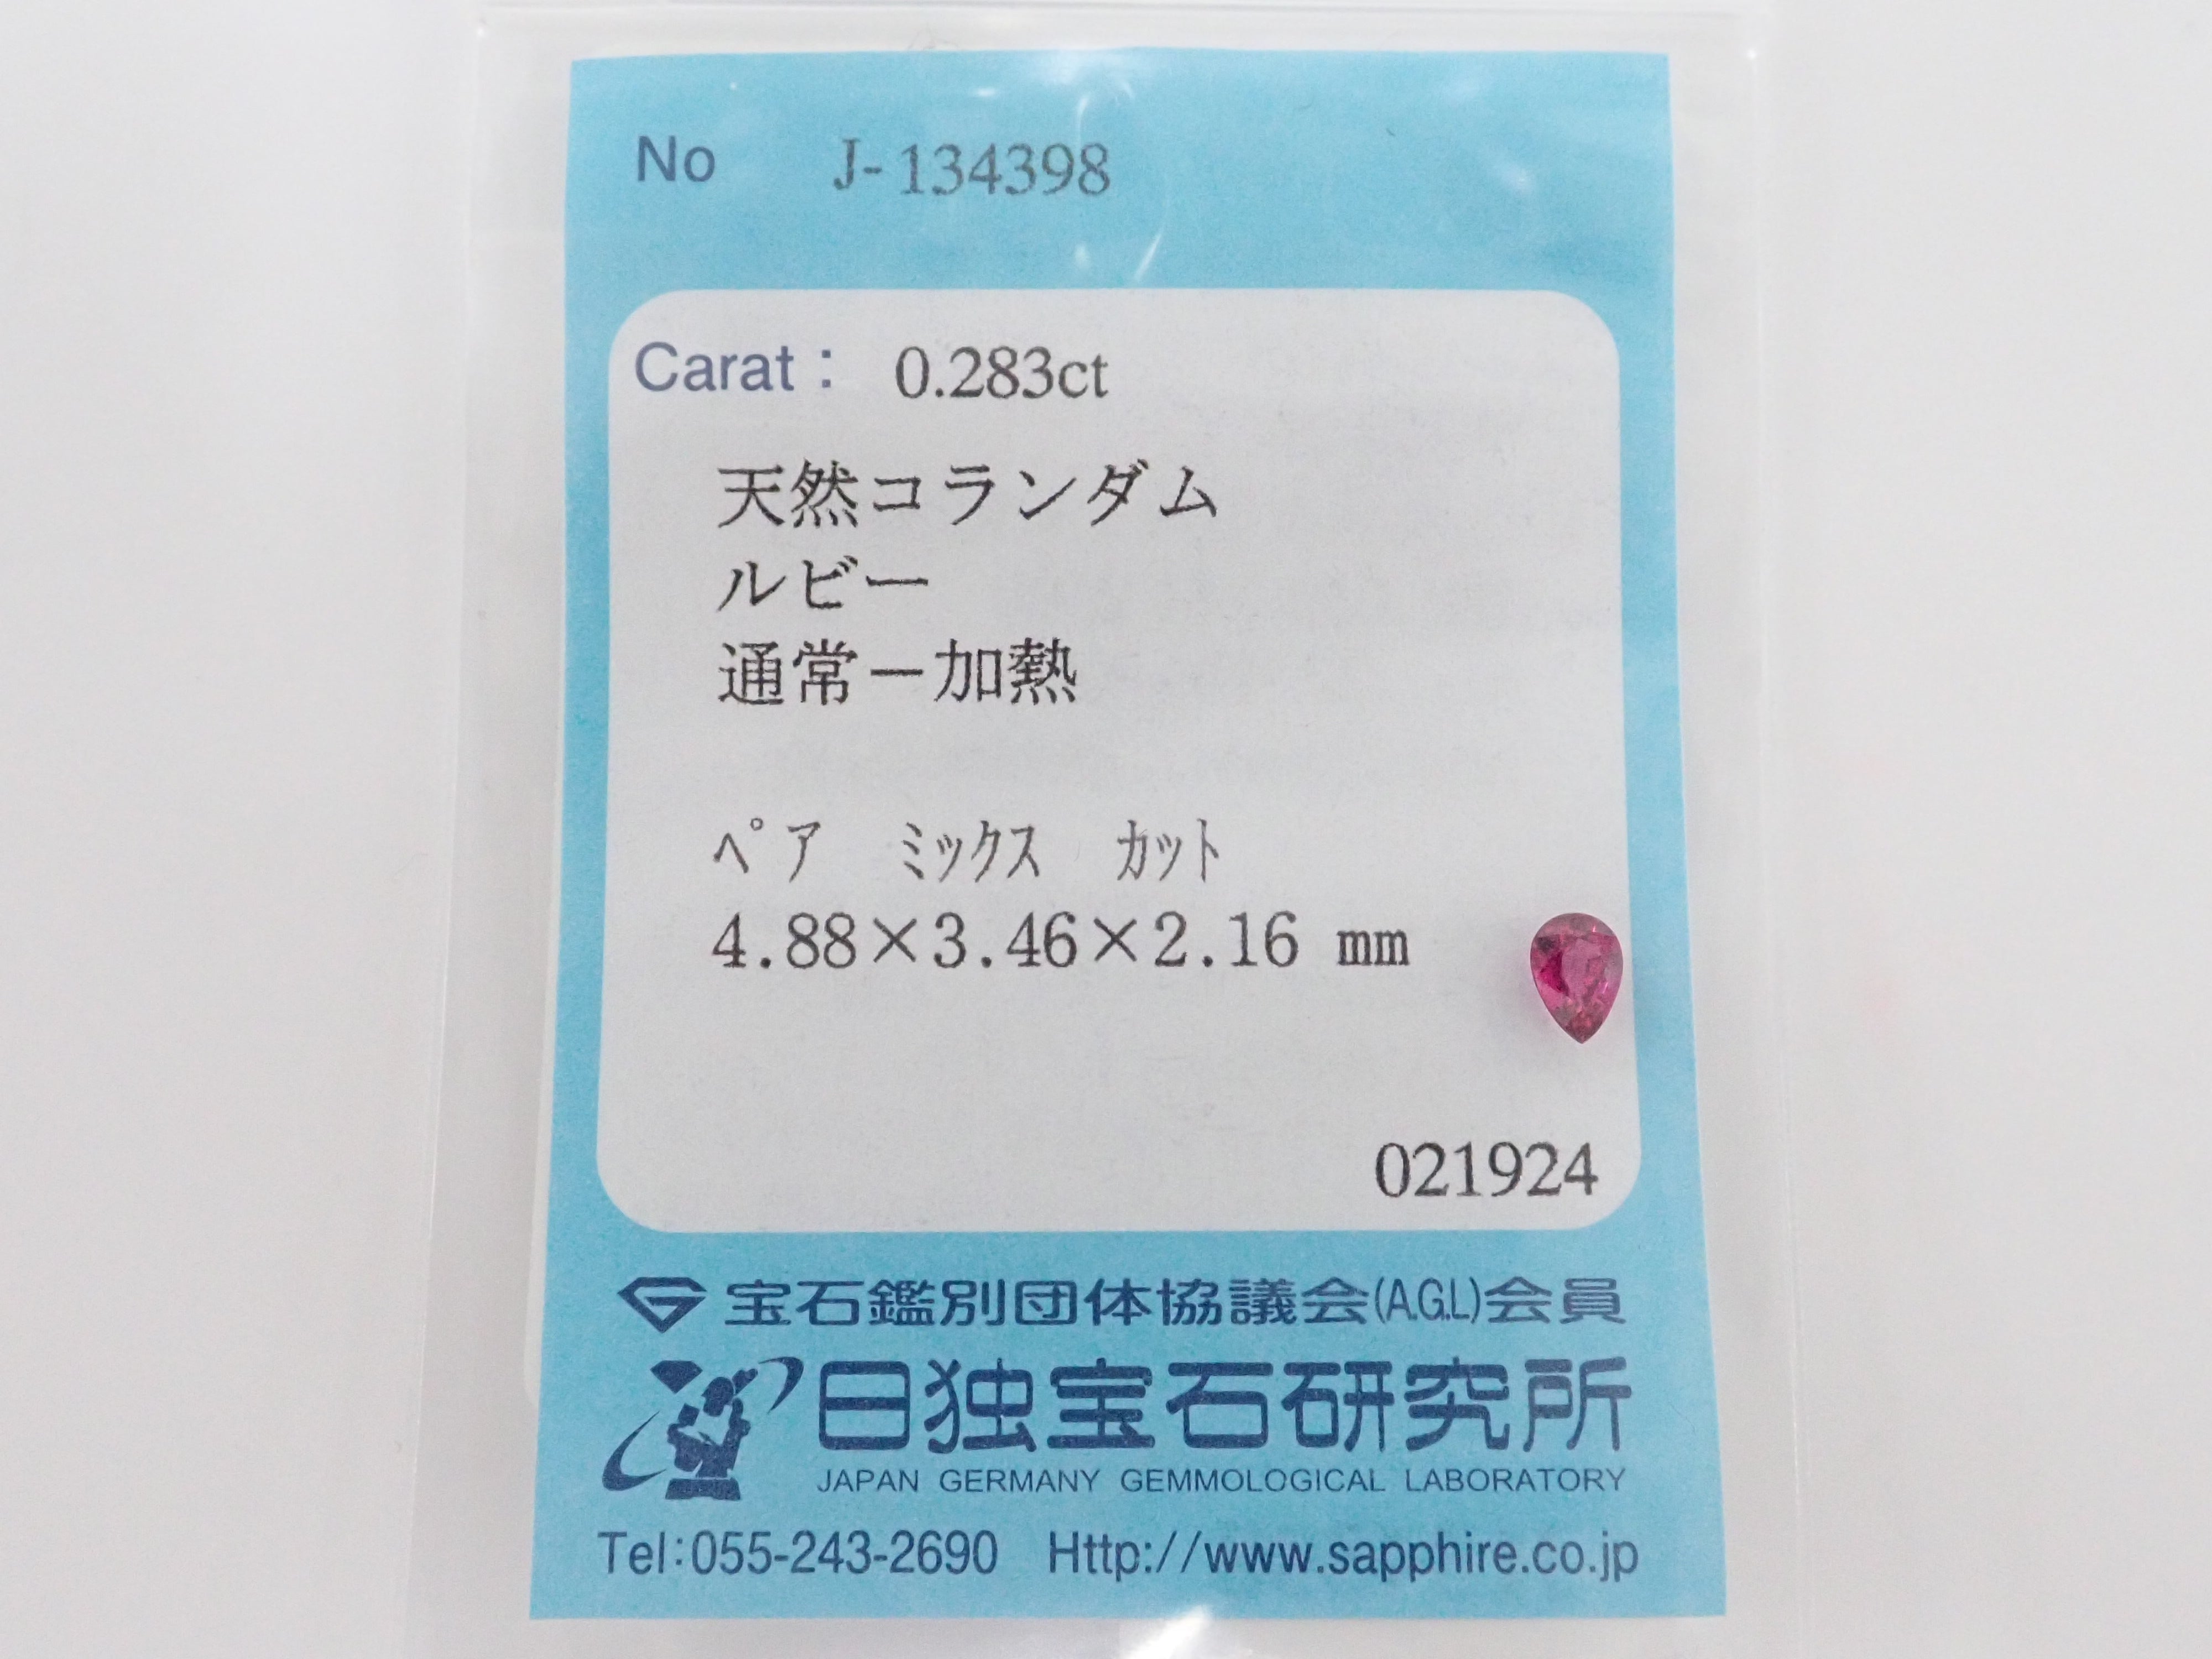 No J-134398
Carat： 0.283ct
天然コランダム
ルビー
通常－加熱
ﾍﾟｱ ﾐｯｸｽ ｶｯﾄ
4.88×3.46×2.16 mm
021924
宝石鑑別団体協議会(A.G.L)会員
日独宝石研究所
JAPAN GERMANY GEMMOLOGICAL LABORATORY
Tel:055-243-2690 Http://www.sapphire.co.jp